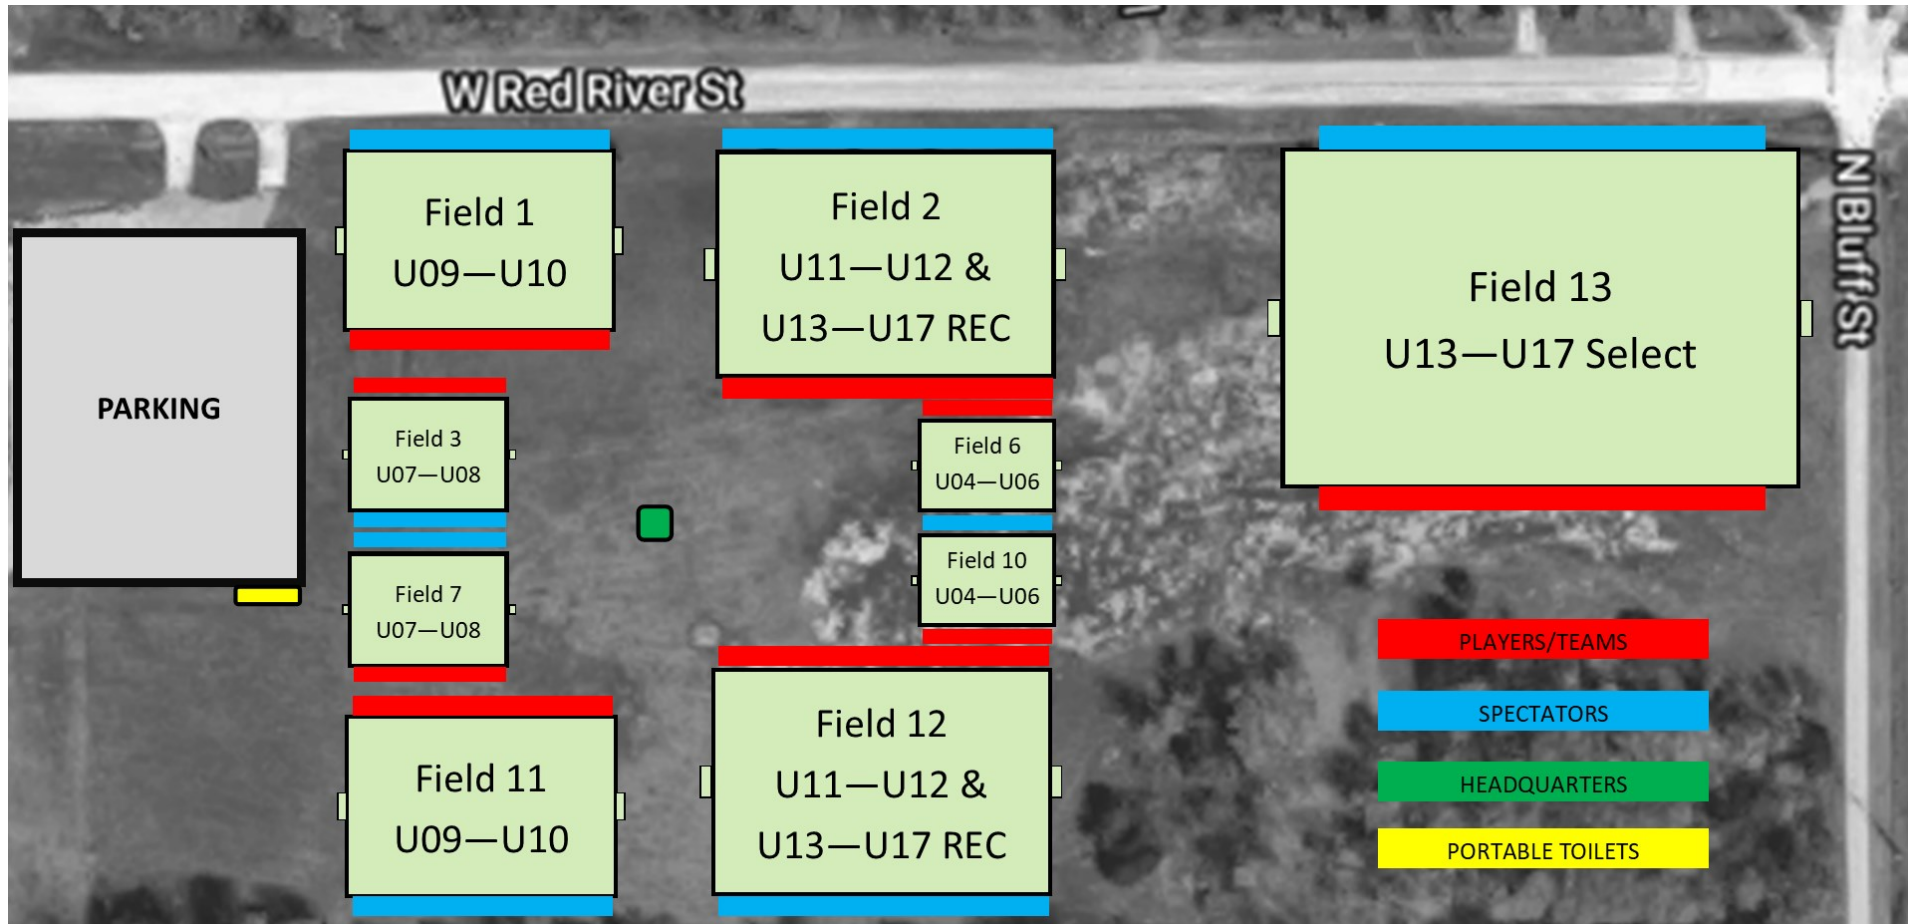 W Red River St
N Bluff St
Field 1
U09—U10
Field 2
U11—U12 &
U13—U17 REC
Field 13
U13—U17 Select
PARKING
Field 3
U07—U08
Field 6
U04—U06
Field 7
U07—U08
Field 10
U04—U06
Field 11
U09—U10
Field 12
U11—U12 &
U13—U17 REC
PLAYERS/TEAMS
SPECTATORS
HEADQUARTERS
PORTABLE TOILETS